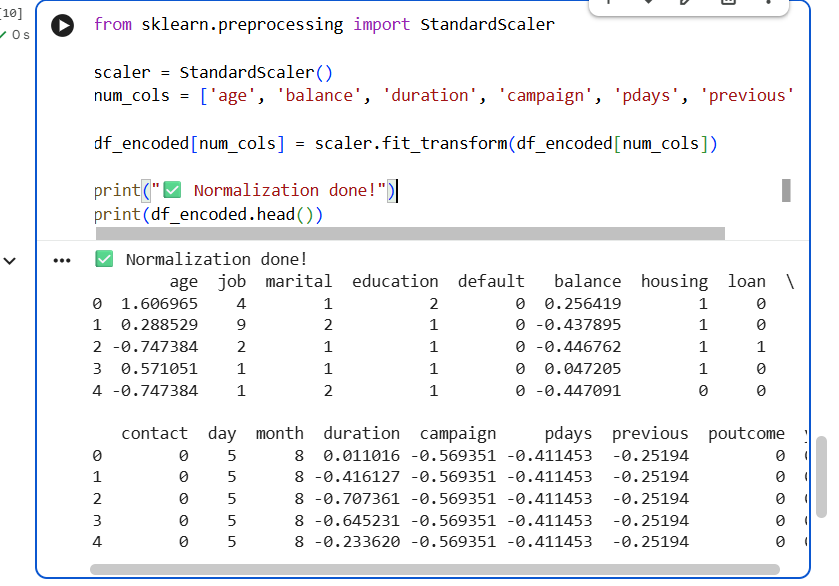 [10]
✓ 0 s
from sklearn.preprocessing import StandardScaler
scaler = StandardScaler()
num_cols = ['age', 'balance', 'duration', 'campaign', 'pdays', 'previous'
df_encoded[num_cols] = scaler.fit_transform(df_encoded[num_cols])
print("✅ Normalization done!")
print(df_encoded.head())
✅ Normalization done!
age job marital education default balance housing loan \
0 1.606965 4 1 2 0 0.256419 1 0
1 0.288529 9 2 1 0 -0.437895 1 0
2 -0.747384 2 1 1 0 -0.446762 1 1
3 0.571051 1 1 1 0 0.047205 1 0
4 -0.747384 1 2 1 0 -0.447091 0 0
contact day month duration campaign pdays previous poutcome
0 0 5 8 0.011016 -0.569351 -0.411453 -0.25194 0
1 0 5 8 -0.416127 -0.569351 -0.411453 -0.25194 0
2 0 5 8 -0.707361 -0.569351 -0.411453 -0.25194 0
3 0 5 8 -0.645231 -0.569351 -0.411453 -0.25194 0
4 0 5 8 -0.233620 -0.569351 -0.411453 -0.25194 0